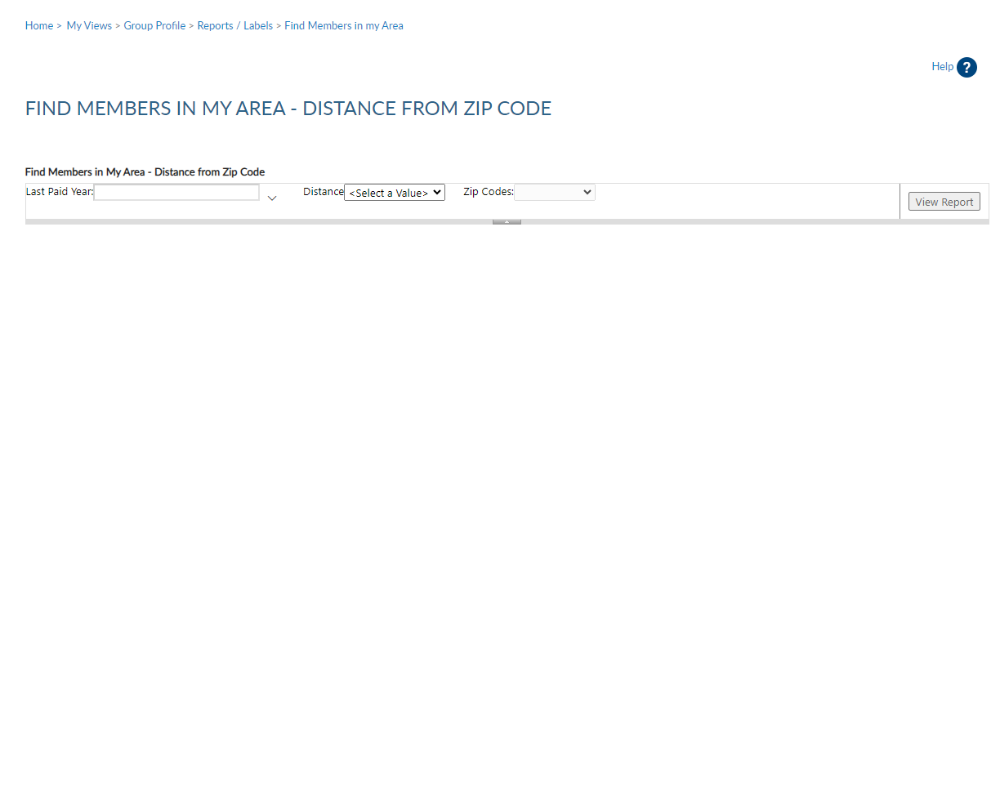 Home > My Views > Group Profile > Reports / Labels > Find Members in my Area
Help ?
FIND MEMBERS IN MY AREA - DISTANCE FROM ZIP CODE
Find Members in My Area - Distance from Zip Code
Last Paid Year: Distance <Select a Value> Zip Codes: View Report